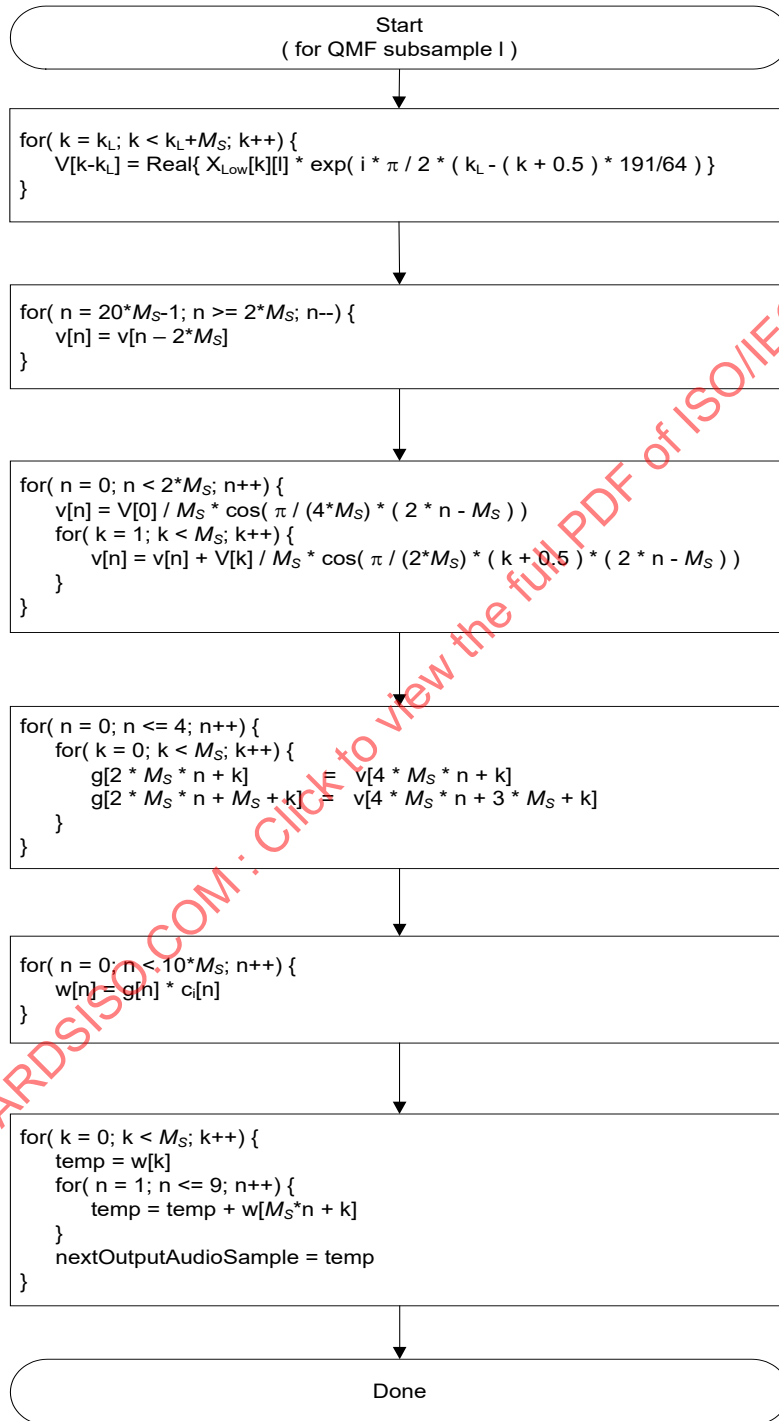 Start
( for QMF subsample l )
for( k = kL; k < kL+MS; k++) {
V[k-kL] = Real{ XLow[k][l] * exp( i * π / 2 * ( kL - ( k + 0.5 ) * 191/64 ) }
}
for( n = 20*MS-1; n >= 2*MS; n--) {
v[n] = v[n – 2*MS]
}
for( n = 0; n < 2*MS; n++) {
v[n] = V[0] / MS * cos( π / (4*MS) * ( 2 * n - MS ) )
for( k = 1; k < MS; k++) {
v[n] = v[n] + V[k] / MS * cos( π / (2*MS) * ( k + 0.5 ) * ( 2 * n - MS ) )
}
}
for( n = 0; n <= 4; n++) {
for( k = 0; k < MS; k++) {
g[2 * MS * n + k] = v[4 * MS * n + k]
g[2 * MS * n + MS + k] = v[4 * MS * n + 3 * MS + k]
}
}
for( n = 0; n < 10*MS; n++) {
w[n] = g[n] * ci[n]
}
for( k = 0; k < MS; k++) {
temp = w[k]
for( n = 1; n <= 9; n++) {
temp = temp + w[MS*n + k]
}
nextOutputAudioSample = temp
}
Done
ARDSISO.COM : Click to view the full PDF of ISO/IE